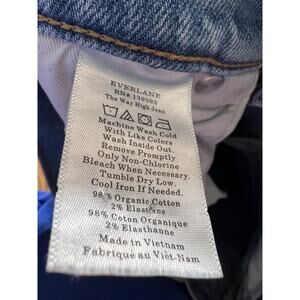 EVERLANE
RN# 139593
The Way High Jean
Machine Wash Cold
With Like Colors
Wash Inside Out.
Remove Promptly
Only Non-Chlorine
Bleach When Necessary.
Tumble Dry Low.
Cool Iron If Needed.
98% Organic Cotton
2% Elastane
98% Coton Organique
2% Elasthanne
Made in Vietnam
Fabriqué au Viêt-Nam